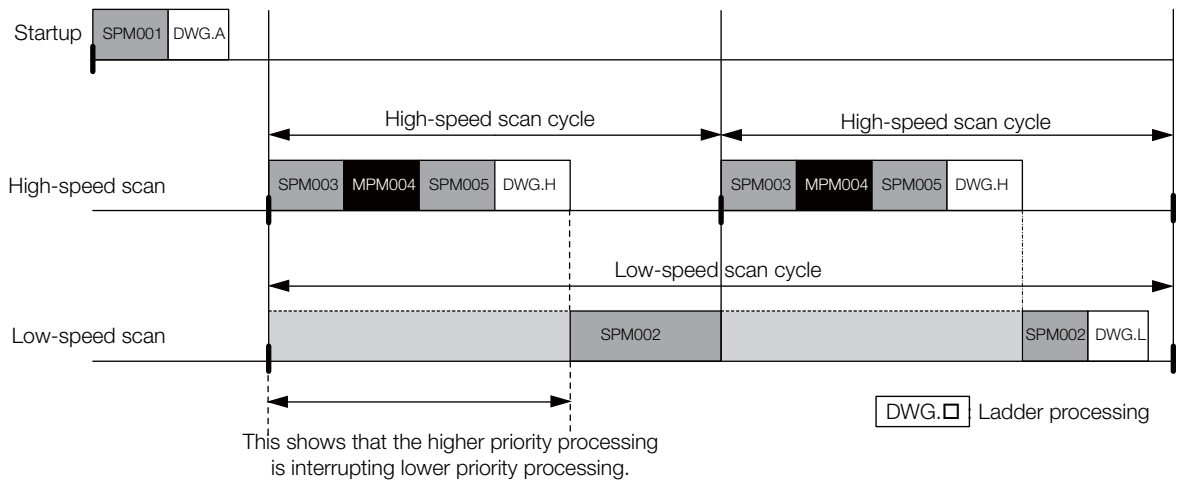 Startup
SPM001 DWG.A
High-speed scan cycle High-speed scan cycle
High-speed scan
SPM003 MPM004 SPM005 DWG.H SPM003 MPM004 SPM005 DWG.H
Low-speed scan cycle
Low-speed scan
SPM002 SPM002 DWG.L
DWG.□ : Ladder processing
This shows that the higher priority processing
is interrupting lower priority processing.